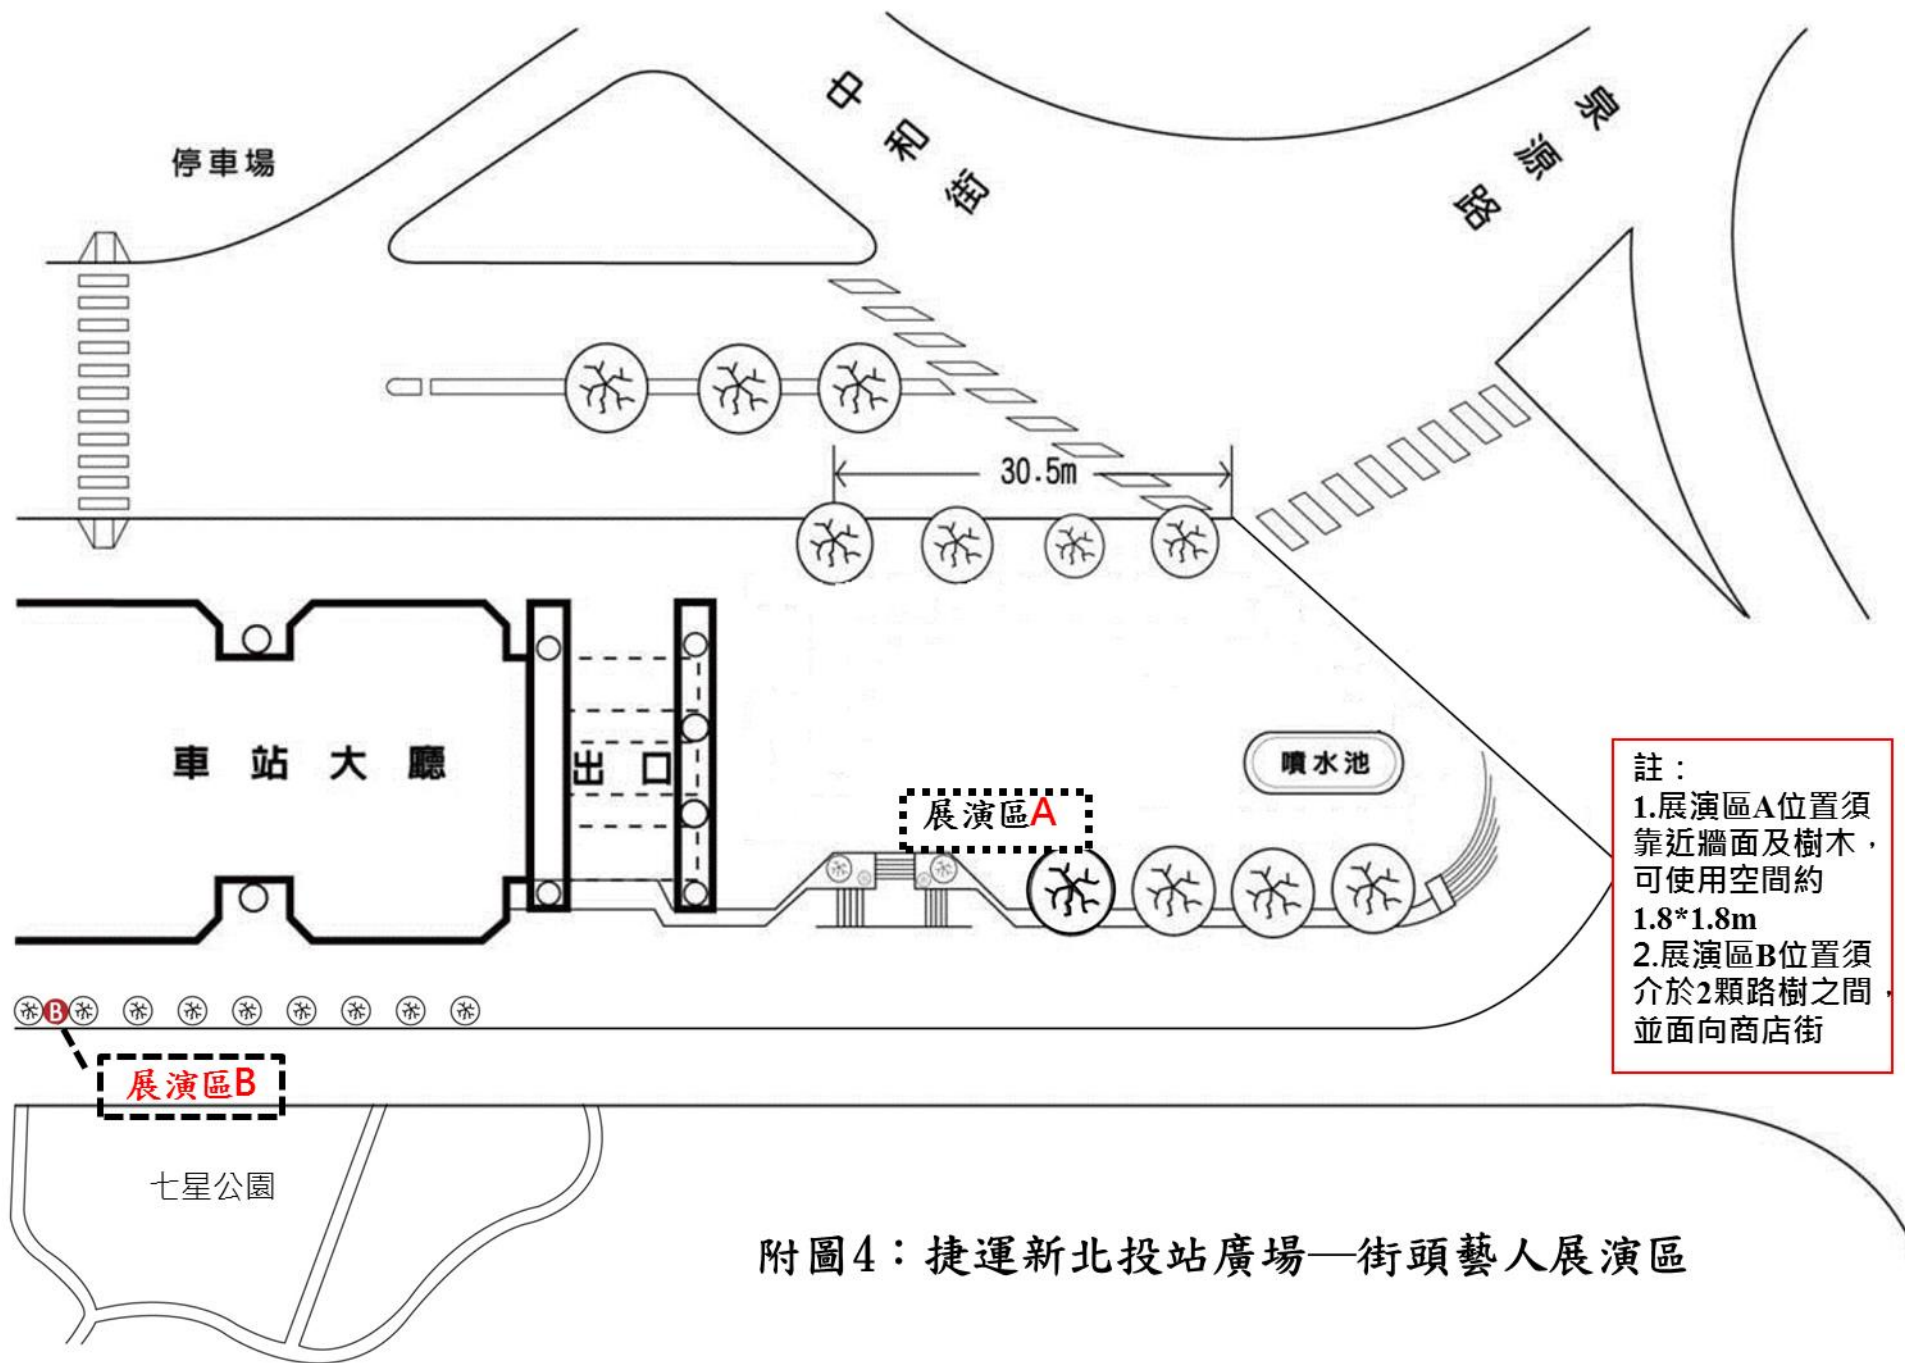 中和街
泉源路
停車場
30.5m
車站大廳
出口
噴水池
展演區A
註：
1.展演區A位置須
靠近牆面及樹木，
可使用空間約
1.8*1.8m
2.展演區B位置須
介於2顆路樹之間，
並面向商店街
B
展演區B
七星公園
附圖4：捷運新北投站廣場—街頭藝人展演區